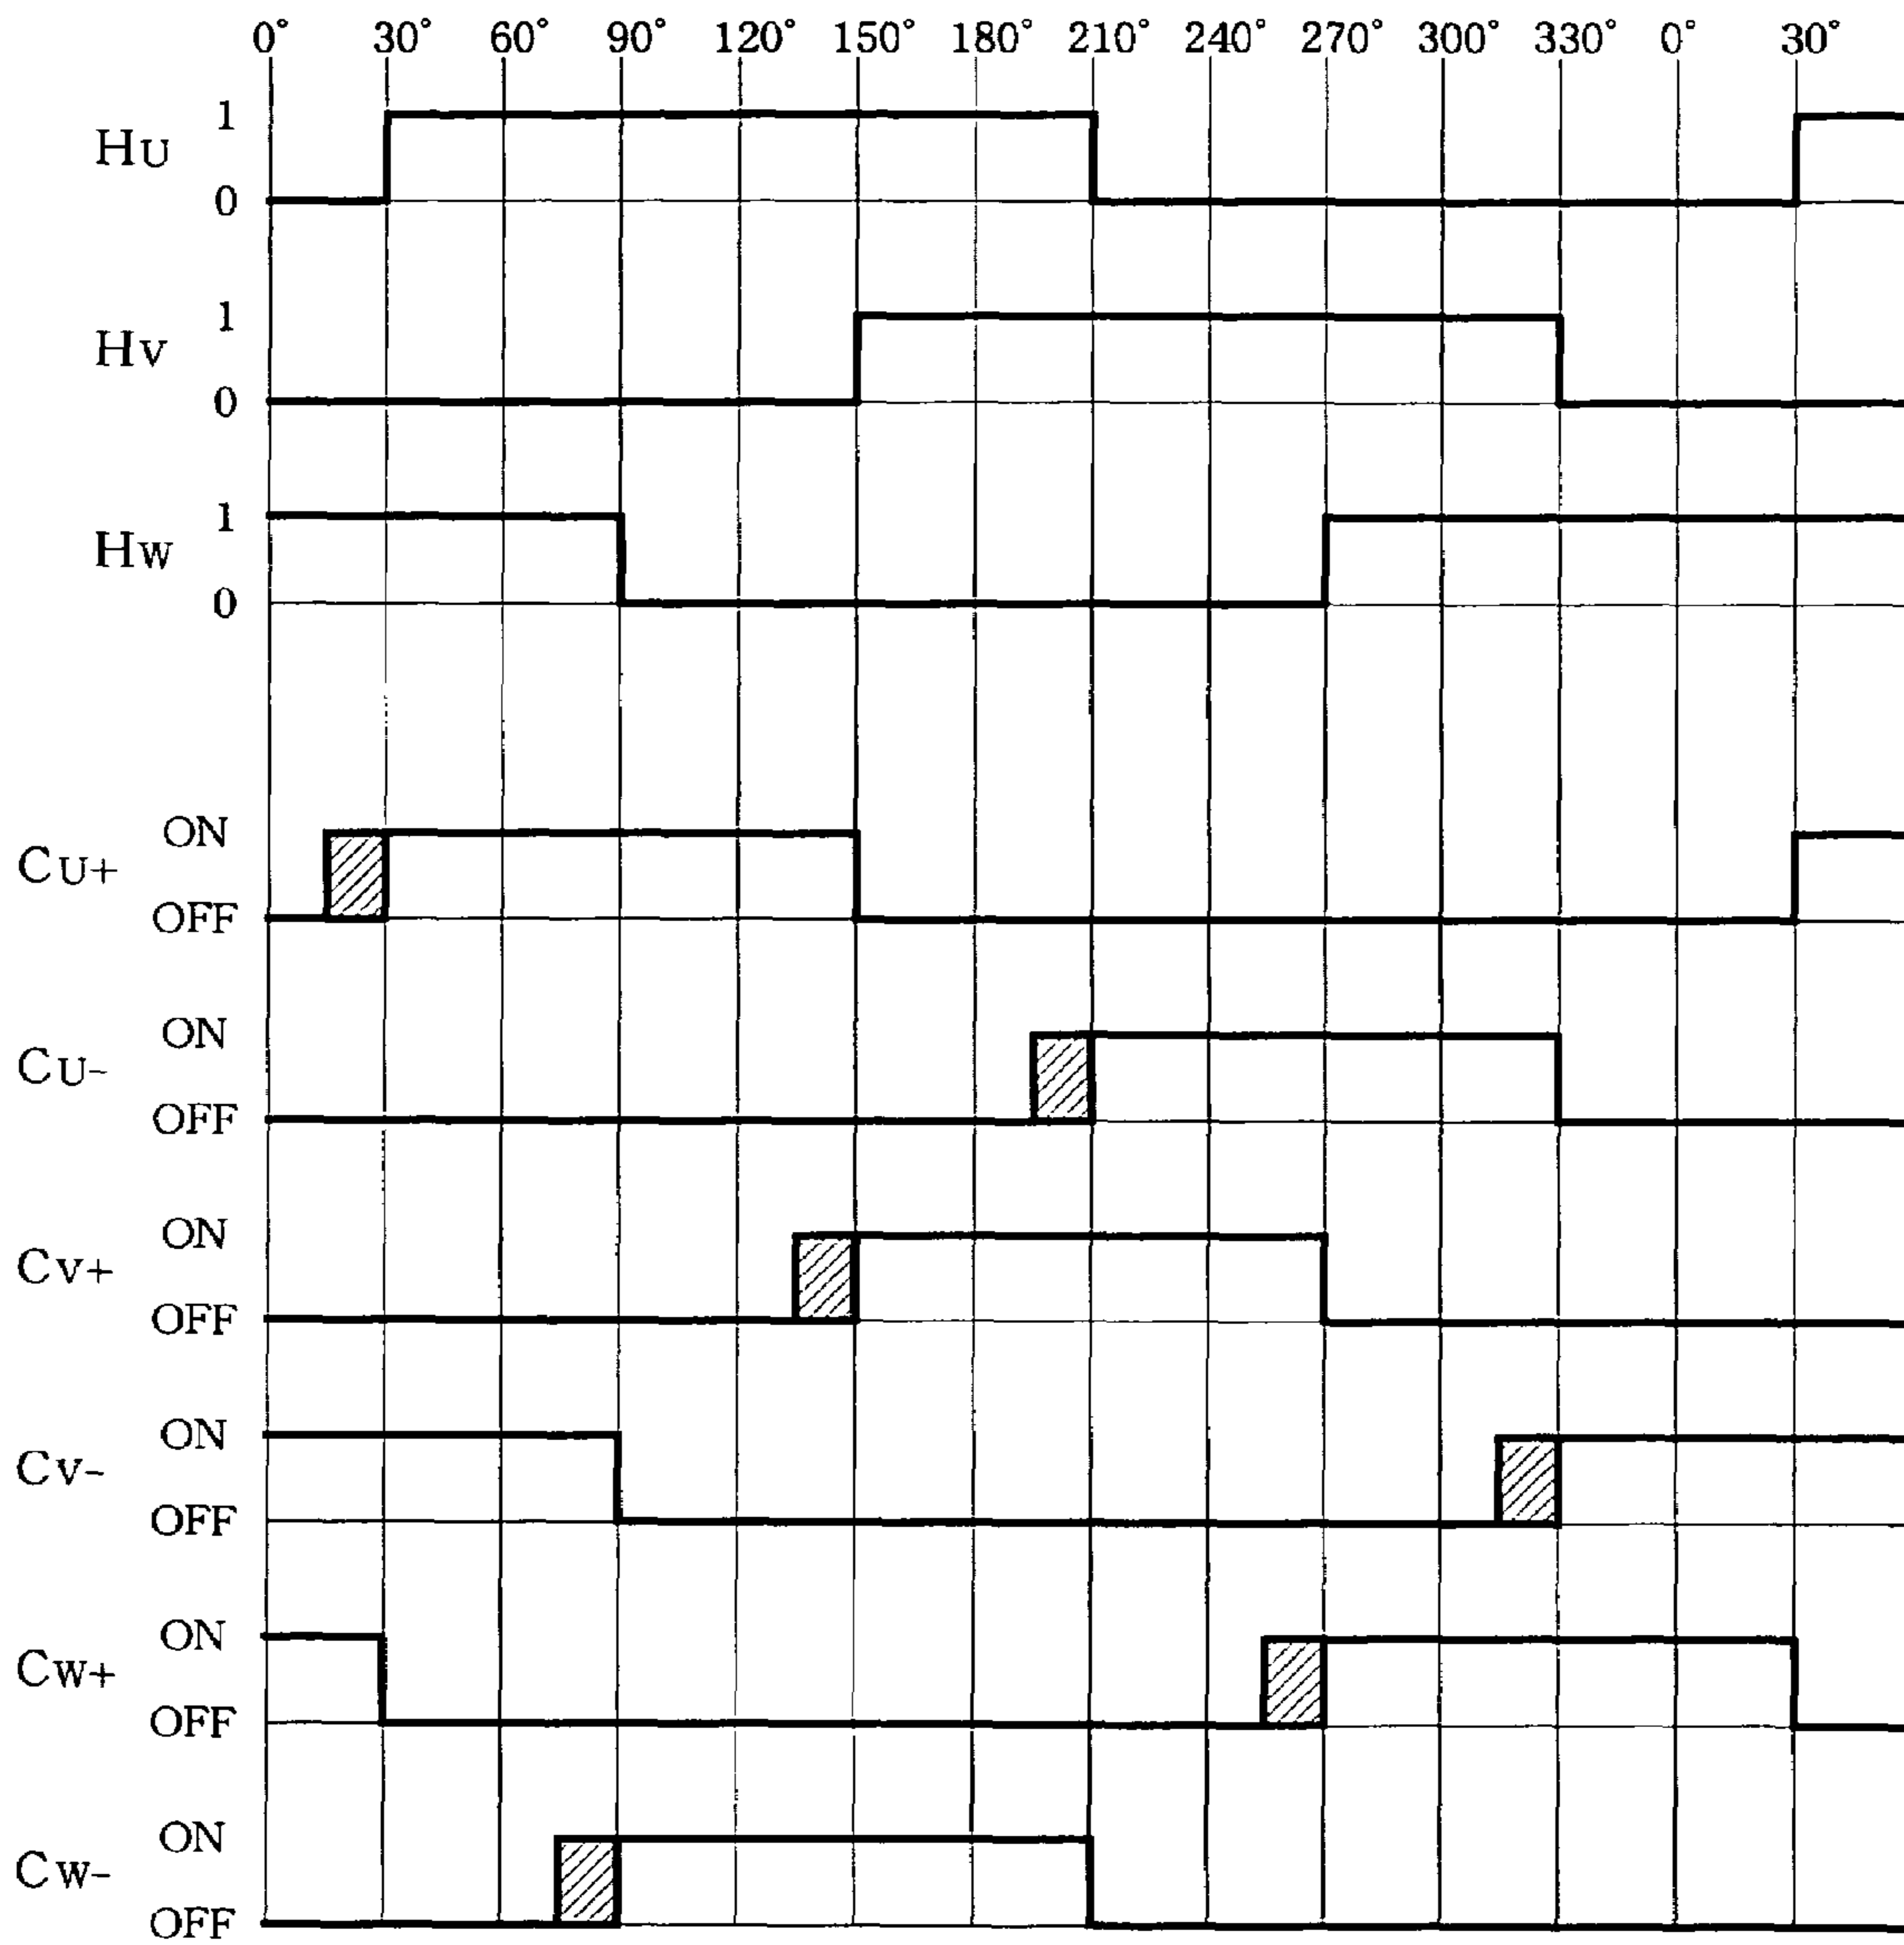 0° 30° 60° 90° 120° 150° 180° 210° 240° 270° 300° 330° 0° 30°
1
HU
0
1
HV
0
1
HW
0
ON
CU+
OFF
ON
CU-
OFF
ON
CV+
OFF
ON
CV-
OFF
ON
CW+
OFF
ON
CW-
OFF